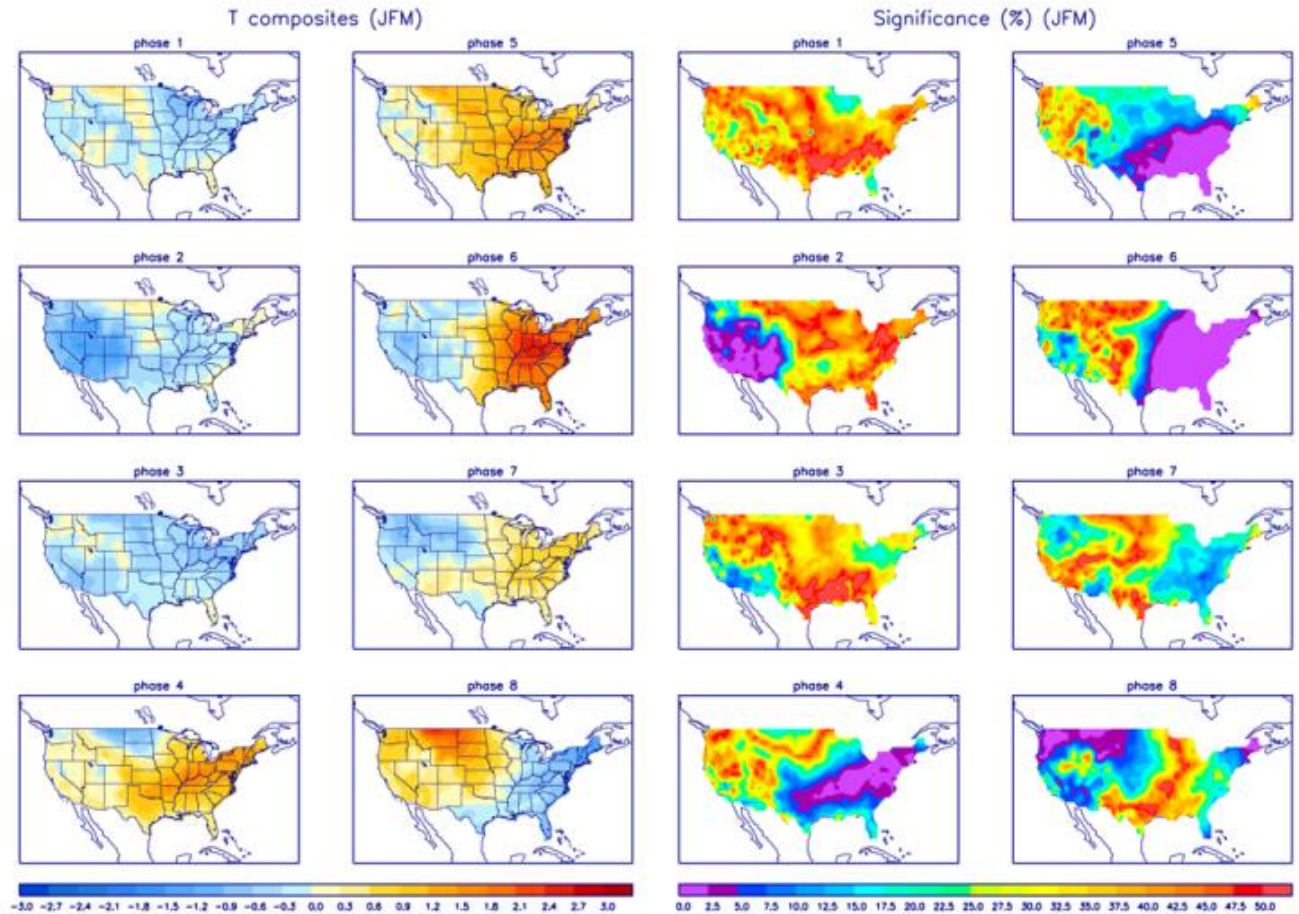 T composites (JFM) Significance (%) (JFM)
phase 1 phase 5 phase 1 phase 5
phase 2 phase 6 phase 2 phase 6
phase 3 phase 7 phase 3 phase 7
phase 4 phase 8 phase 4 phase 8
-3.0 -2.7 -2.4 -2.1 -1.8 -1.5 -1.2 -0.9 -0.6 -0.3 0.0 0.3 0.6 0.9 1.2 1.5 1.8 2.1 2.4 2.7 3.0 0.0 2.5 5.0 7.5 10.0 12.5 15.0 17.5 20.0 22.5 25.0 27.5 30.0 32.5 35.0 37.5 40.0 42.5 45.0 47.5 50.0